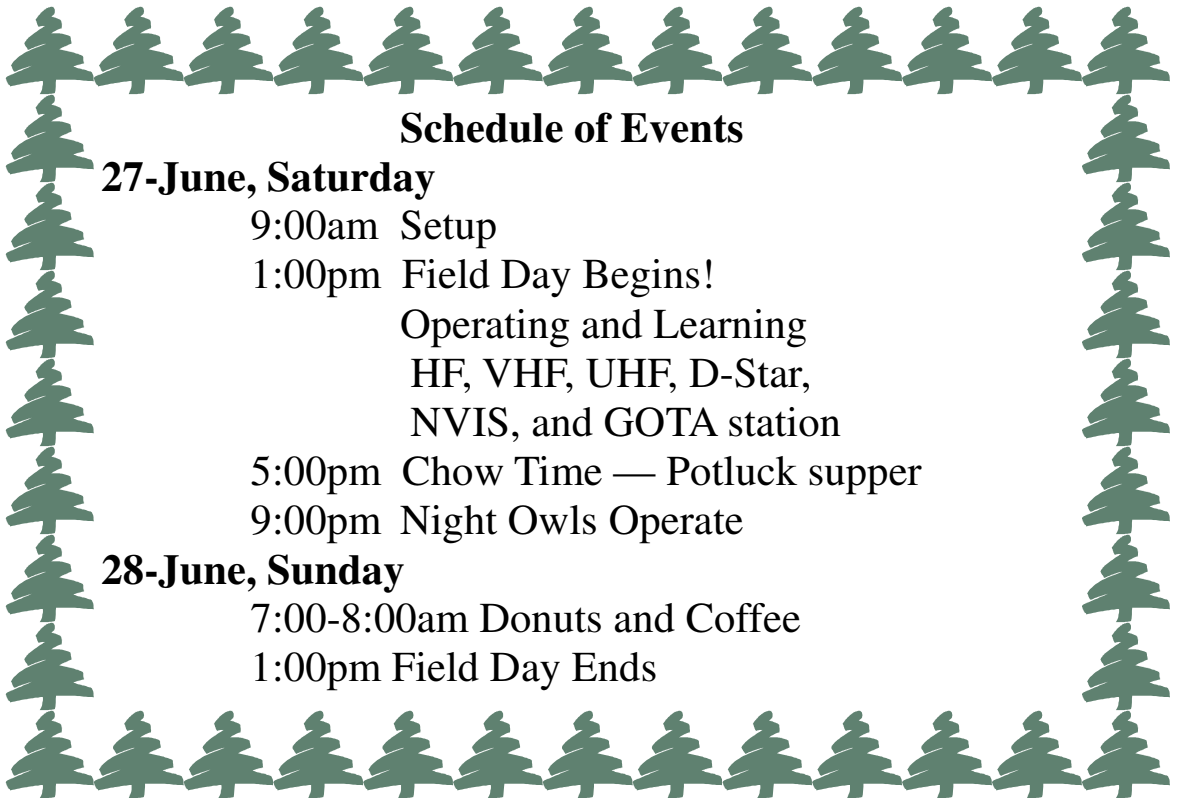 Schedule of Events
27-June, Saturday
9:00am Setup
1:00pm Field Day Begins!
Operating and Learning
HF, VHF, UHF, D-Star,
NVIS, and GOTA station
5:00pm Chow Time — Potluck supper
9:00pm Night Owls Operate
28-June, Sunday
7:00-8:00am Donuts and Coffee
1:00pm Field Day Ends